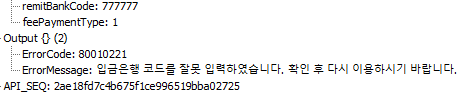 remitBankCode: 777777
feePaymentType: 1
Output {} (2)
ErrorCode: 80010221
ErrorMessage: 입금은행 코드를 잘못 입력하였습니다. 확인 후 다시 이용하시기 바랍니다.
API_SEQ: 2ae18fd7c4b675f1ce996519bba02725